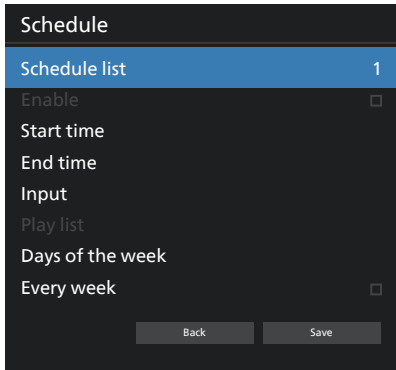 Schedule
Schedule list 1
Enable
Start time
End time
Input
Play list
Days of the week
Every week
Back Save